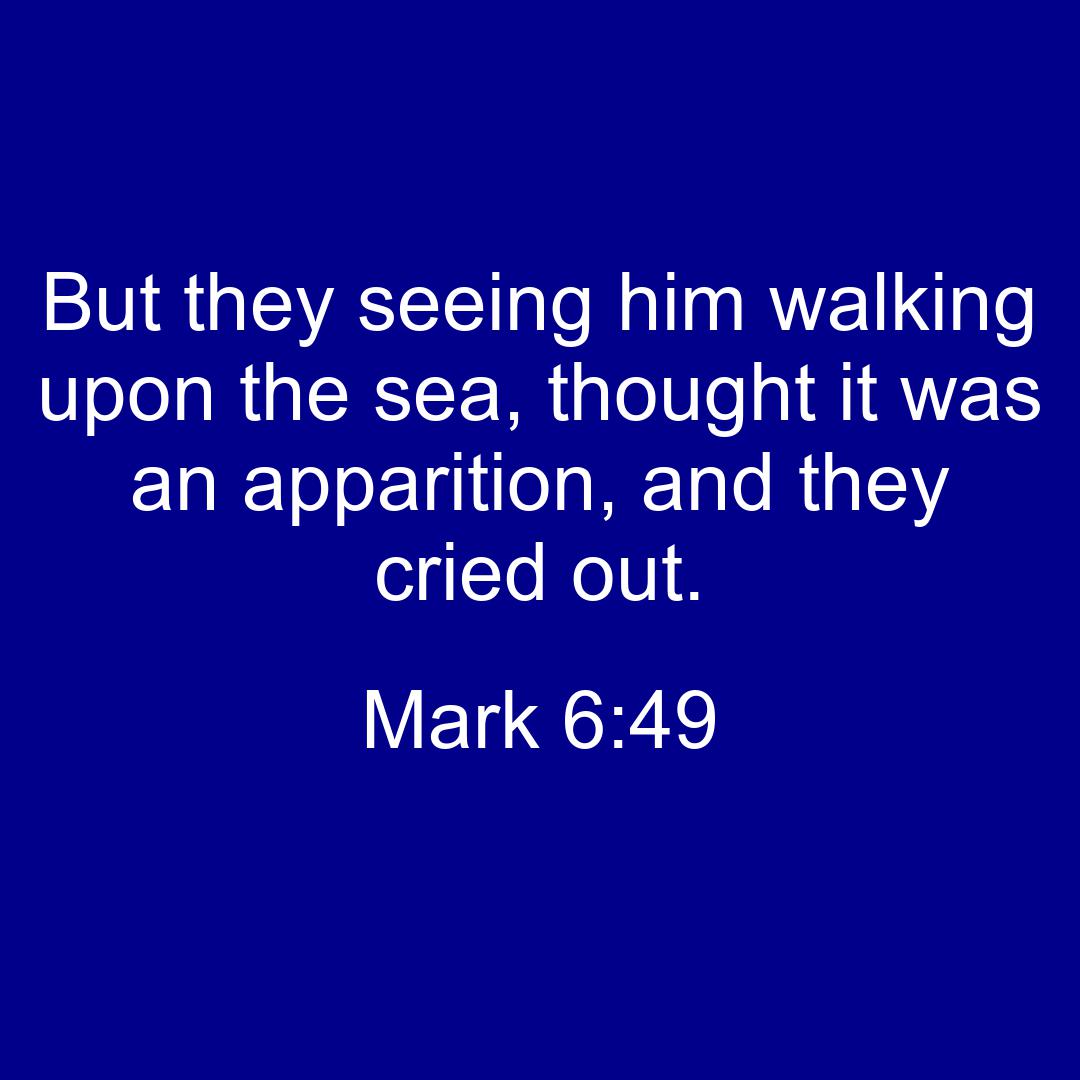 But they seeing him walking
upon the sea, thought it was
an apparition, and they
cried out.
Mark 6:49